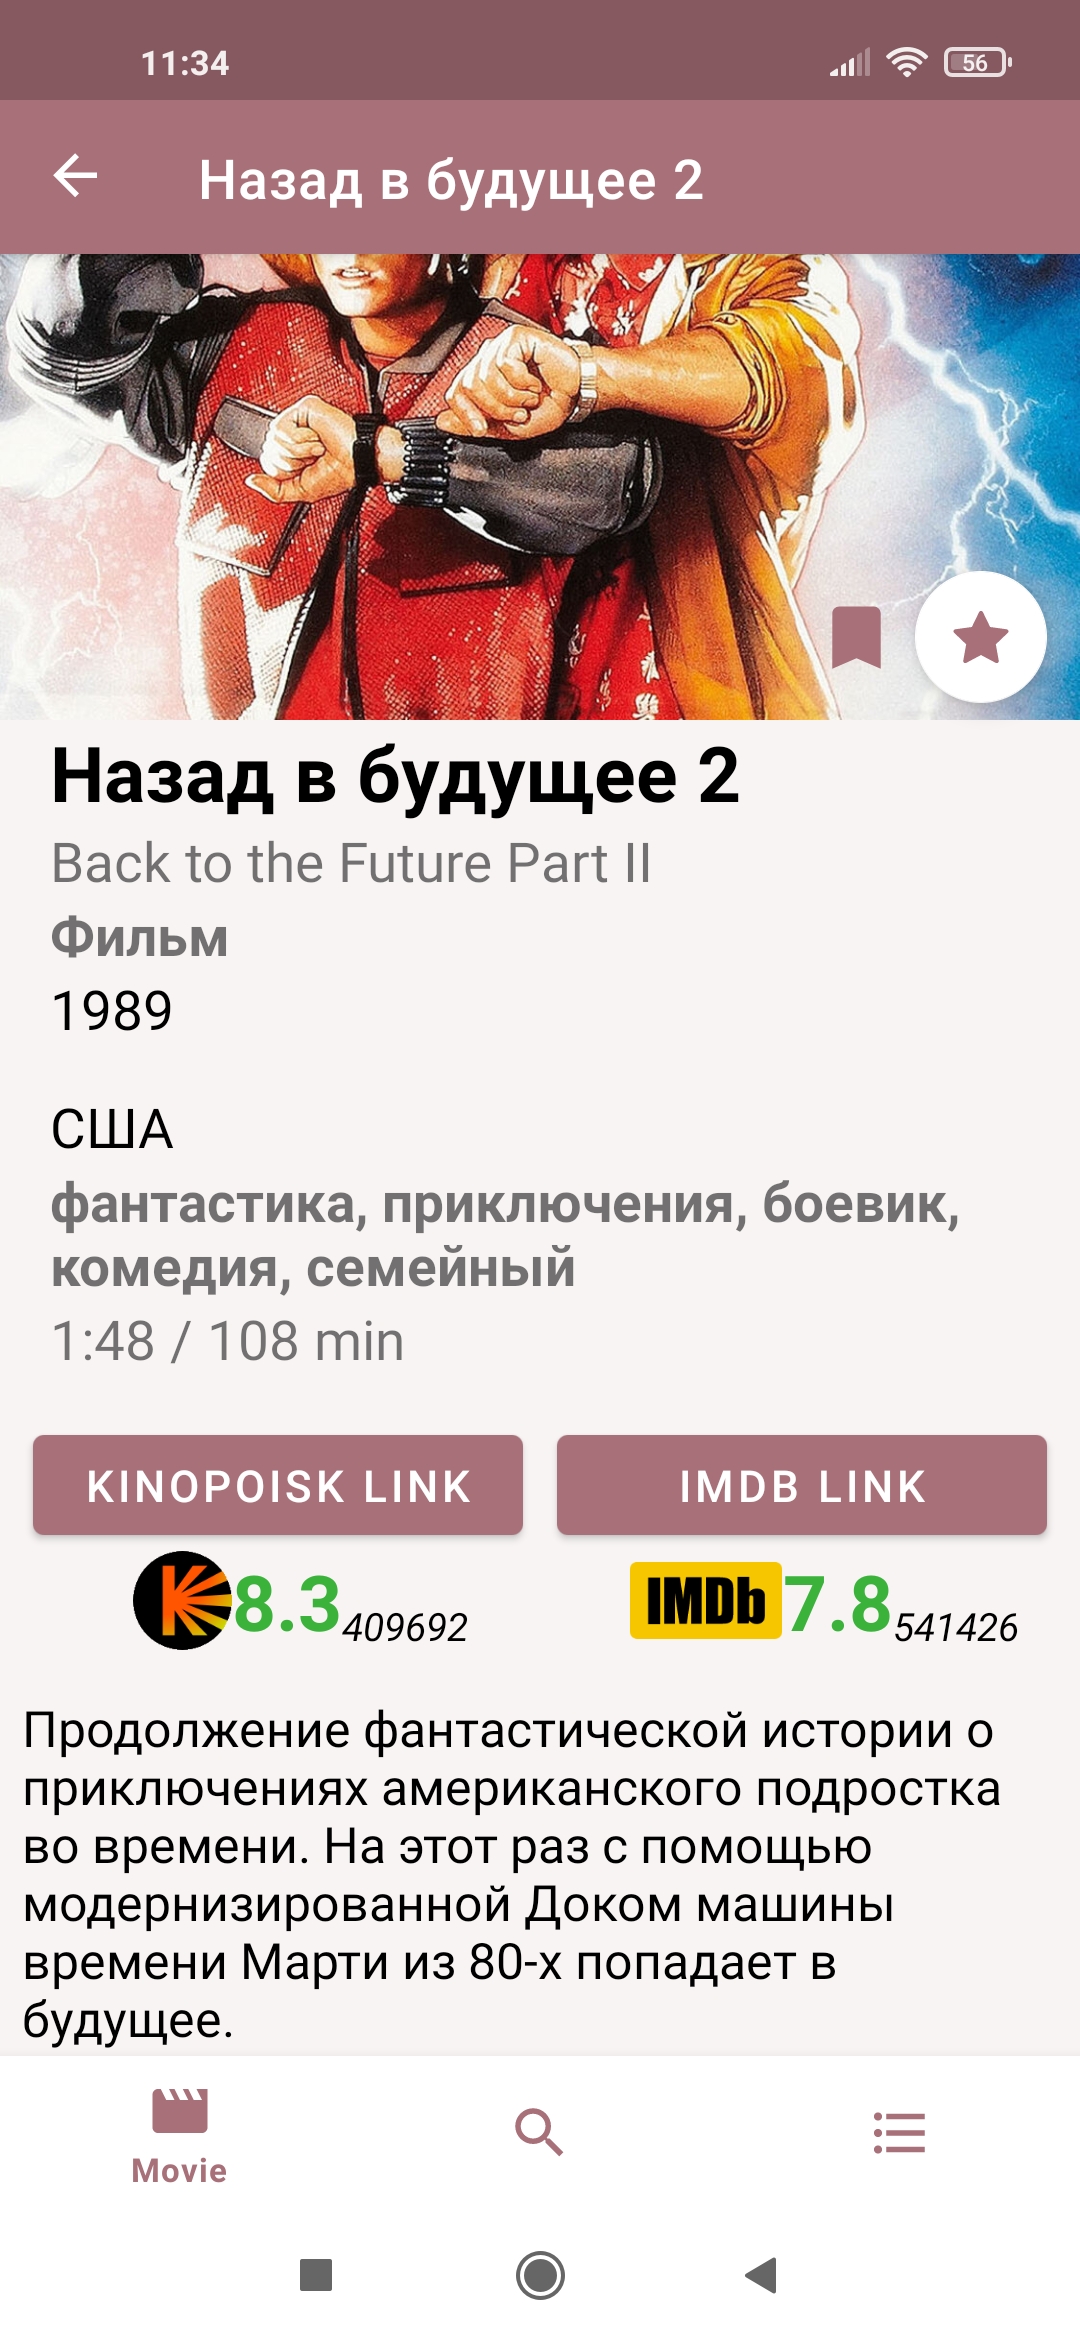 11:34
56
Назад в будущее 2
Назад в будущее 2
Back to the Future Part II
Фильм
1989
США
фантастика, приключения, боевик,
комедия, семейный
1:48 / 108 min
KINOPOISK LINK
IMDB LINK
8.3 409692
IMDb 7.8 541426
Продолжение фантастической истории о
приключениях американского подростка
во времени. На этот раз с помощью
модернизированной Доком машины
времени Марти из 80-х попадает в
будущее.
Movie